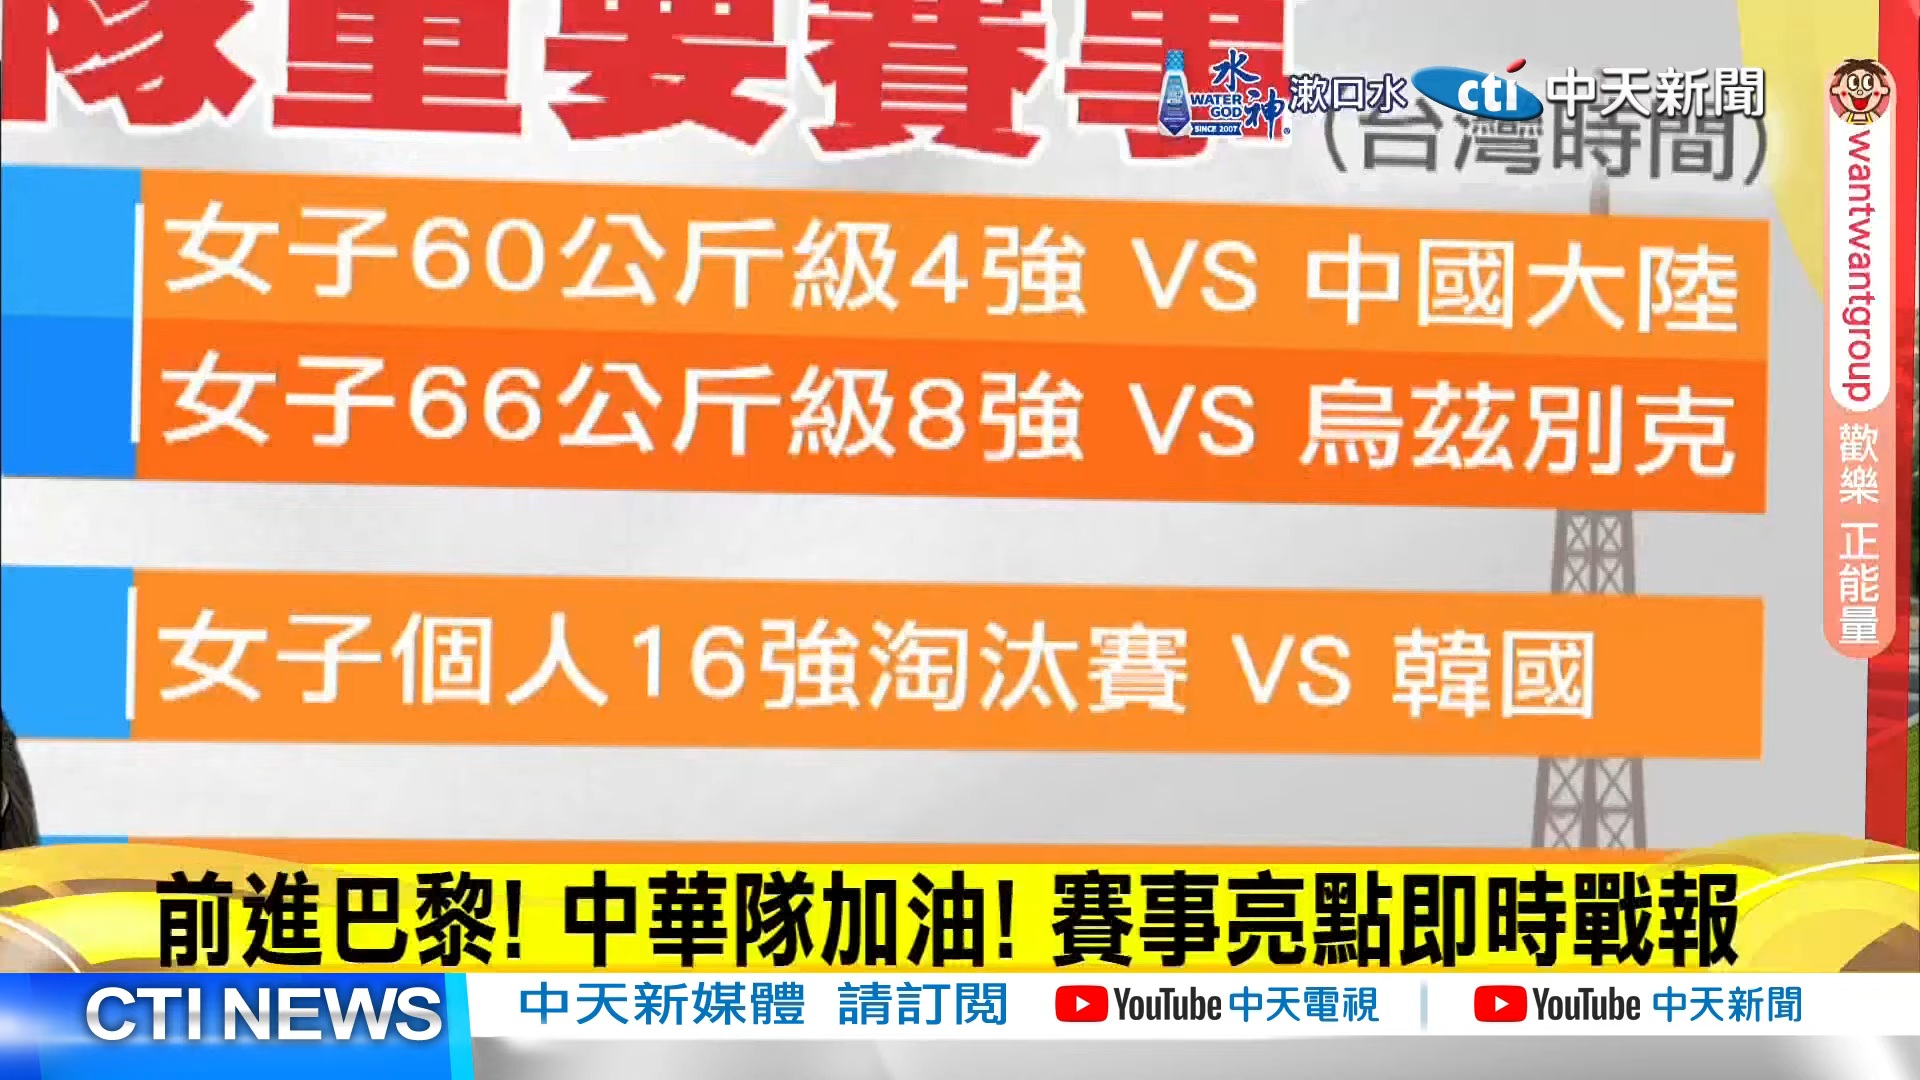 隊重要賽事
(台灣時間)
水神
WATER GOD
SINCE 2007
漱口水
cti 中天新聞
女子60公斤級4強 VS 中國大陸
女子66公斤級8強 VS 烏茲別克
女子個人16強淘汰賽 VS 韓國
wantwantgroup
歡樂 正能量
前進巴黎! 中華隊加油! 賽事亮點即時戰報
CTI NEWS
中天新媒體 請訂閱
YouTube 中天電視
YouTube 中天新聞